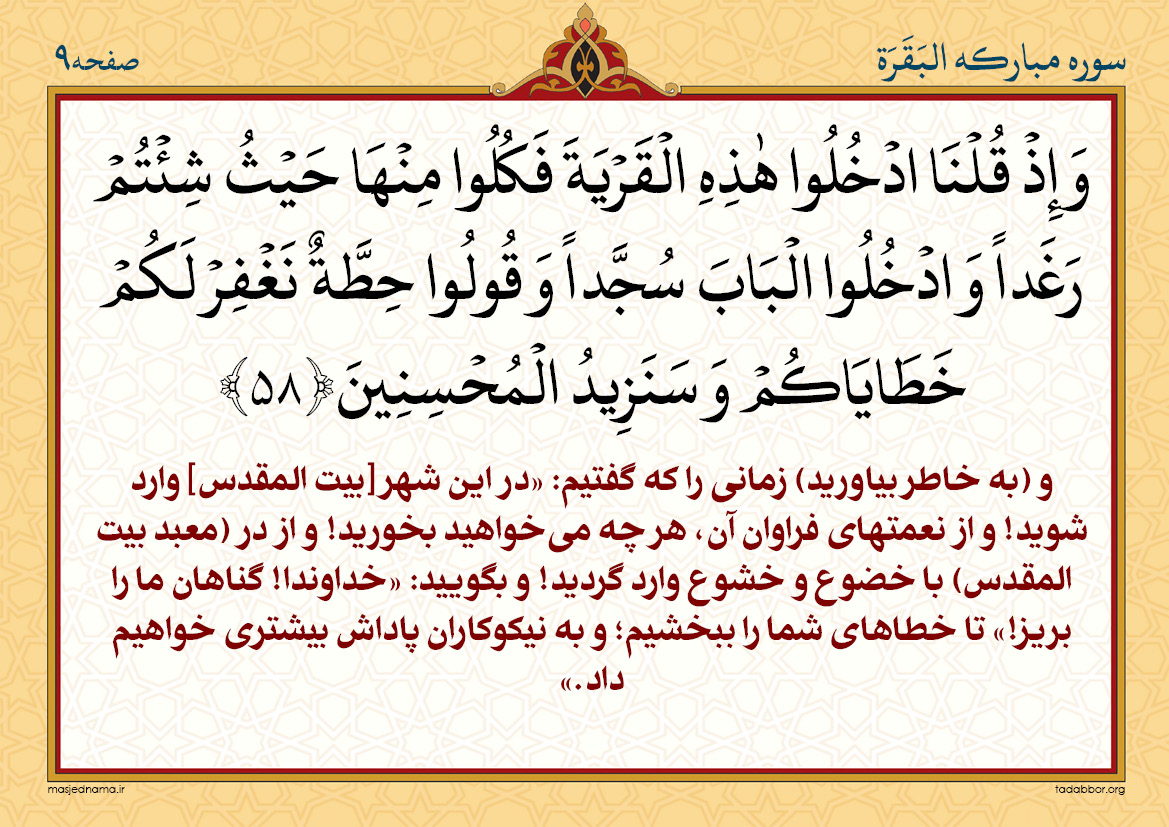 سوره مبارکه البَقَرَة
صفحه۹
وَ إِذْ قُلْنَا ادْخُلُوا هٰذِهِ الْقَرْيَةَ فَكُلُوا مِنْهَا حَيْثُ شِئْتُمْ
رَغَداً وَ ادْخُلُوا الْبَابَ سُجَّداً وَ قُولُوا حِطَّةٌ نَغْفِرْ لَكُمْ
خَطَايَاكُمْ وَ سَنَزِيدُ الْمُحْسِنِينَ ﴿۵۸﴾
و (به خاطر بیاورید) زمانی را که گفتیم: «در این شهر[بیت المقدس] وارد
شوید! و از نعمتهای فراوان آن، هر چه می‌خواهید بخورید! و از در (معبد بیت
المقدس) با خضوع و خشوع وارد گردید! و بگویید: «خداوندا! گناهان ما را
بریز!» تا خطاهای شما را ببخشیم؛ و به نیکوکاران پاداش بیشتری خواهیم
داد.»
masjednama.ir
tadabbor.org